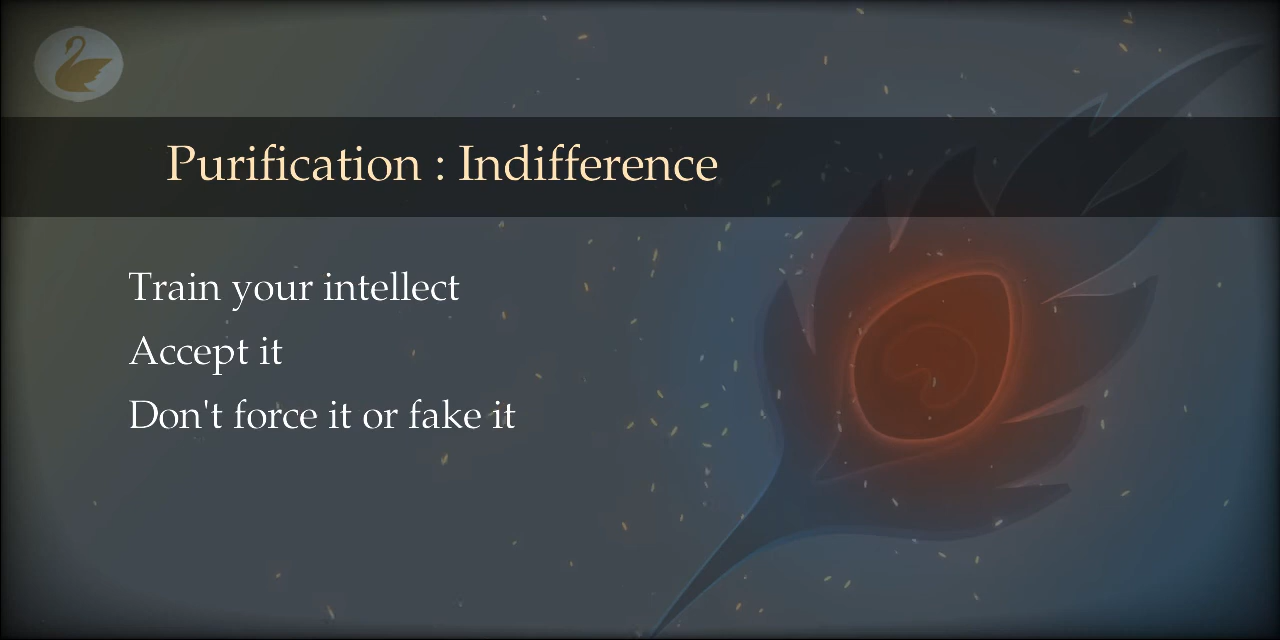 Purification : Indifference
Train your intellect
Accept it
Don't force it or fake it